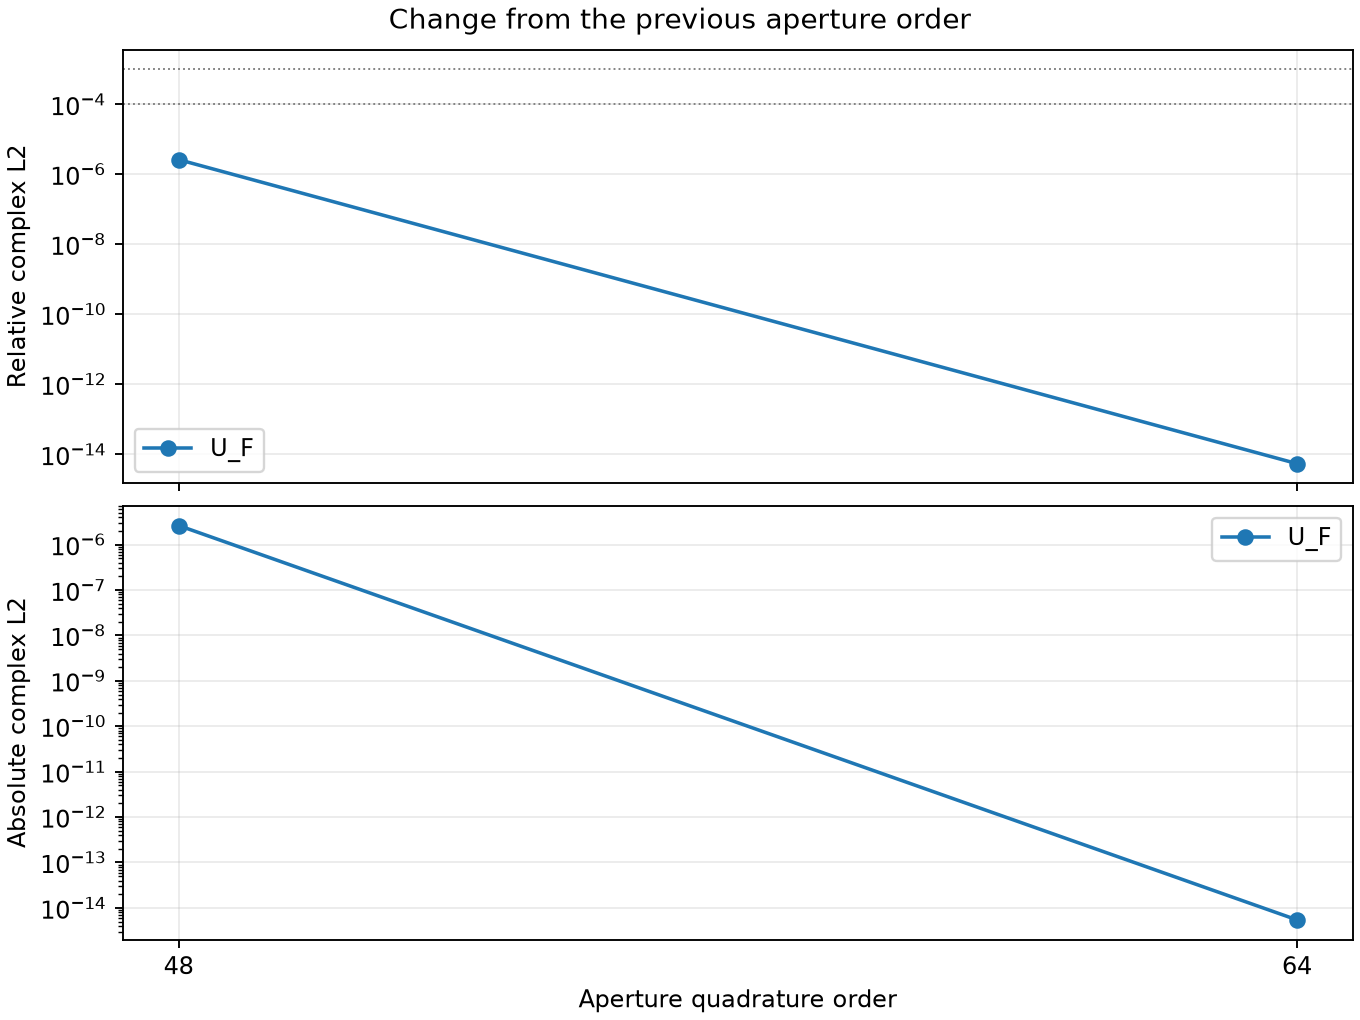 Change from the previous aperture order
Relative complex L2
10⁻⁴
10⁻⁶
10⁻⁸
10⁻¹⁰
10⁻¹²
10⁻¹⁴
U_F
Absolute complex L2
10⁻⁶
10⁻⁷
10⁻⁸
10⁻⁹
10⁻¹⁰
10⁻¹¹
10⁻¹²
10⁻¹³
10⁻¹⁴
U_F
48 64
Aperture quadrature order